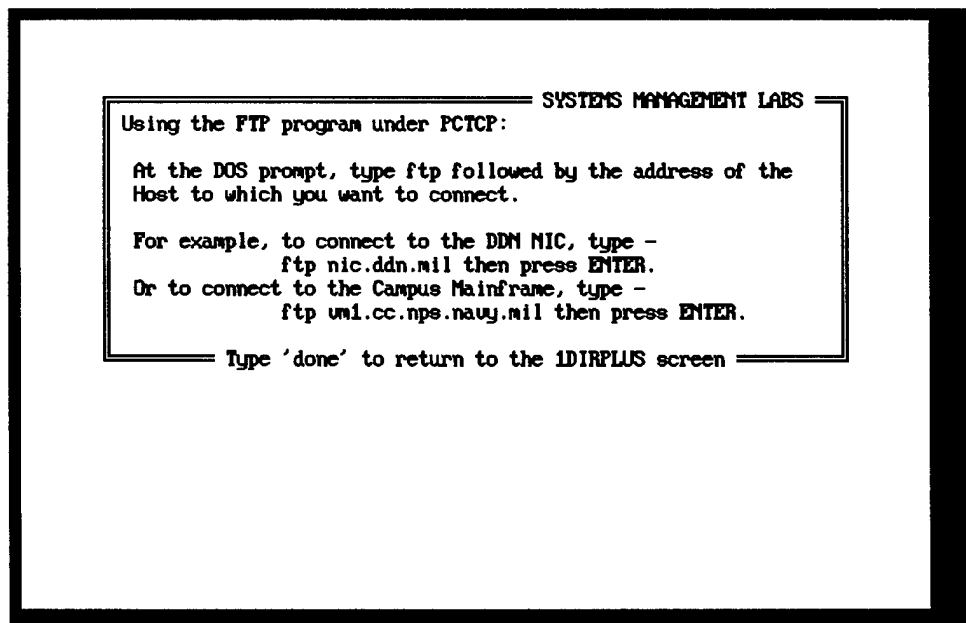 SYSTEMS MANAGEMENT LABS
Using the FTP program under PCTCP:
At the DOS prompt, type ftp followed by the address of the
Host to which you want to connect.
For example, to connect to the DDN NIC, type -
ftp nic.ddn.mil then press ENTER.
Or to connect to the Campus Mainframe, type -
ftp vm1.cc.nps.navy.mil then press ENTER.
Type 'done' to return to the 1DIRPLUS screen